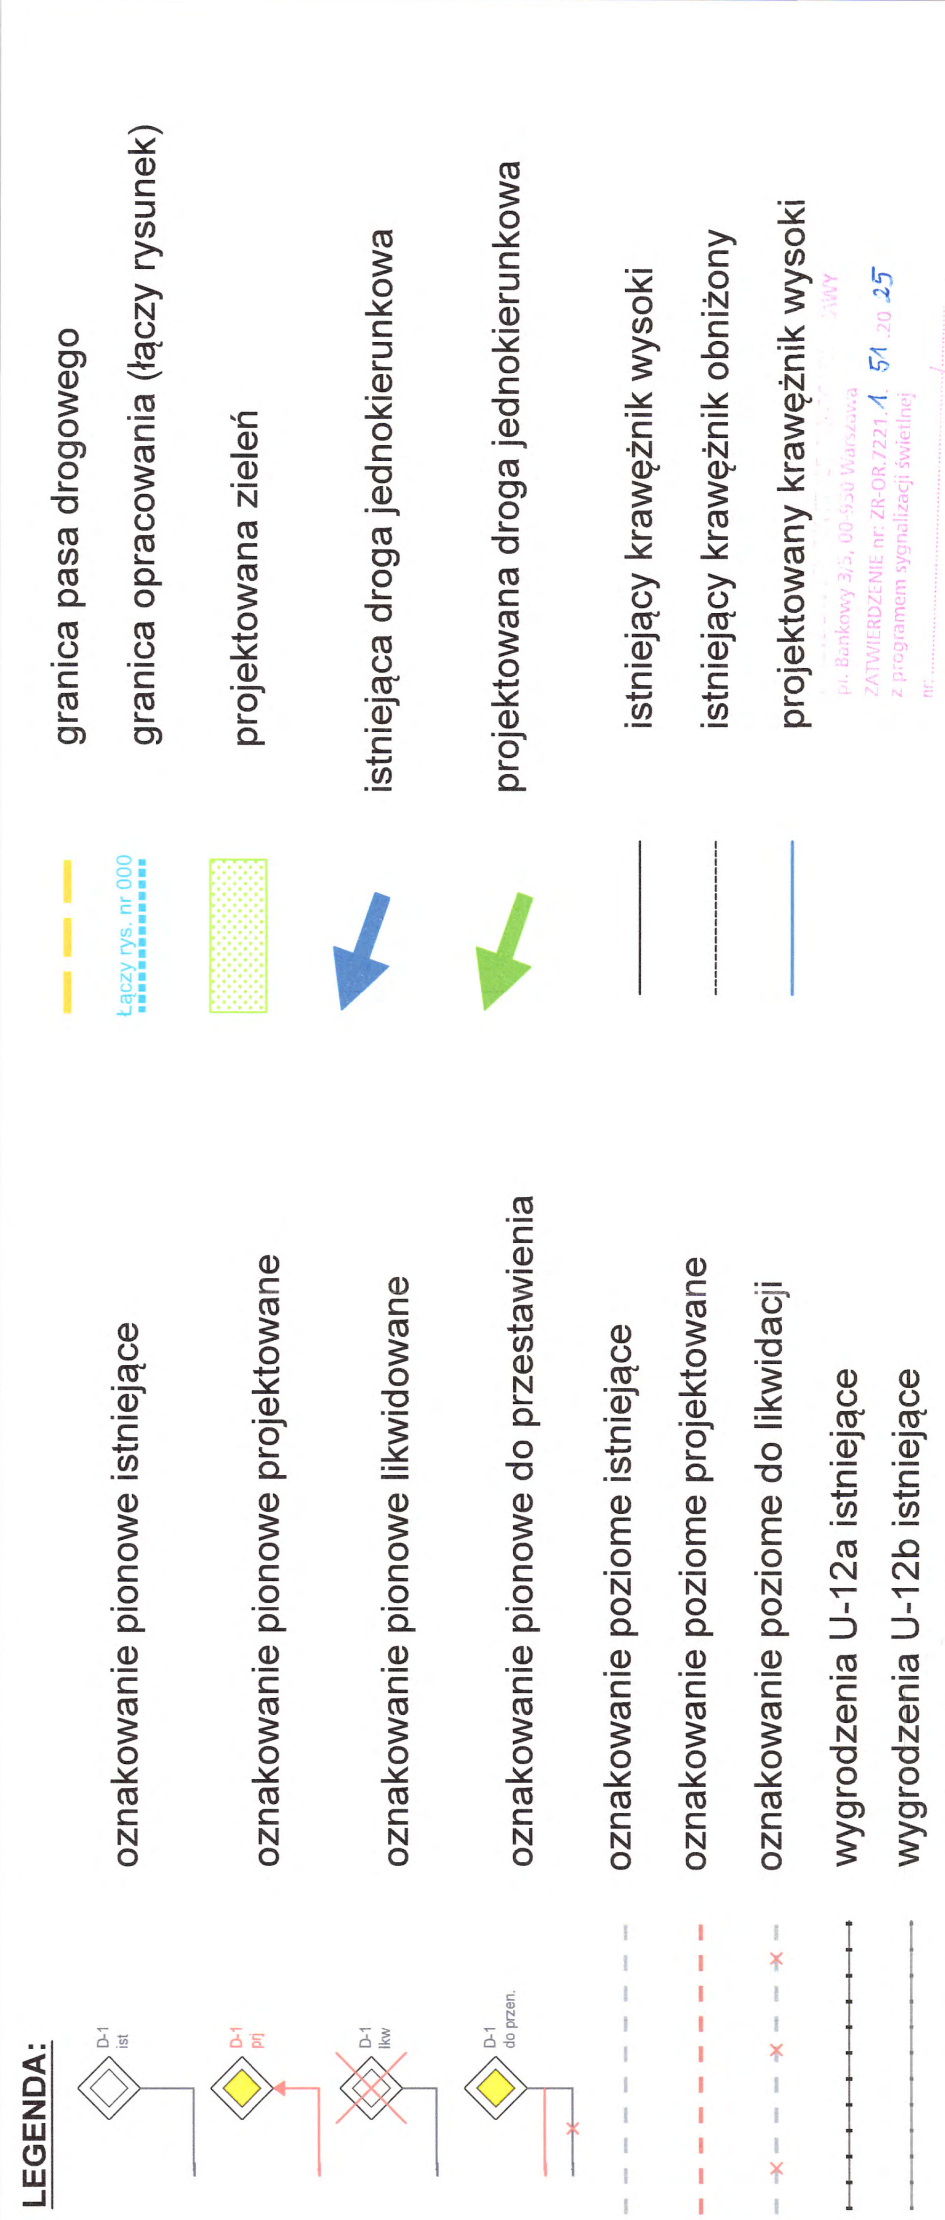 LEGENDA:
D-1
ist
oznakowanie pionowe istniejące
D-1
prj
oznakowanie pionowe projektowane
D-1
lkw
oznakowanie pionowe likwidowane
D-1
do przen.
oznakowanie pionowe do przestawienia
oznakowanie poziome istniejące
oznakowanie poziome projektowane
oznakowanie poziome do likwidacji
wygrodzenia U-12a istniejące
wygrodzenia U-12b istniejące
granica pasa drogowego
Łączy rys. nr 000
granica opracowania (łączy rysunek)
projektowana zieleń
istniejąca droga jednokierunkowa
projektowana droga jednokierunkowa
istniejący krawężnik wysoki
istniejący krawężnik obniżony
projektowany krawężnik wysoki
pl. Bankowy 3/5, 00-950 Warszawa
ZATWIERDZENIE nr: ZR-OR.7221.1.51.2025
z programem sygnalizacji świetlnej
nr: